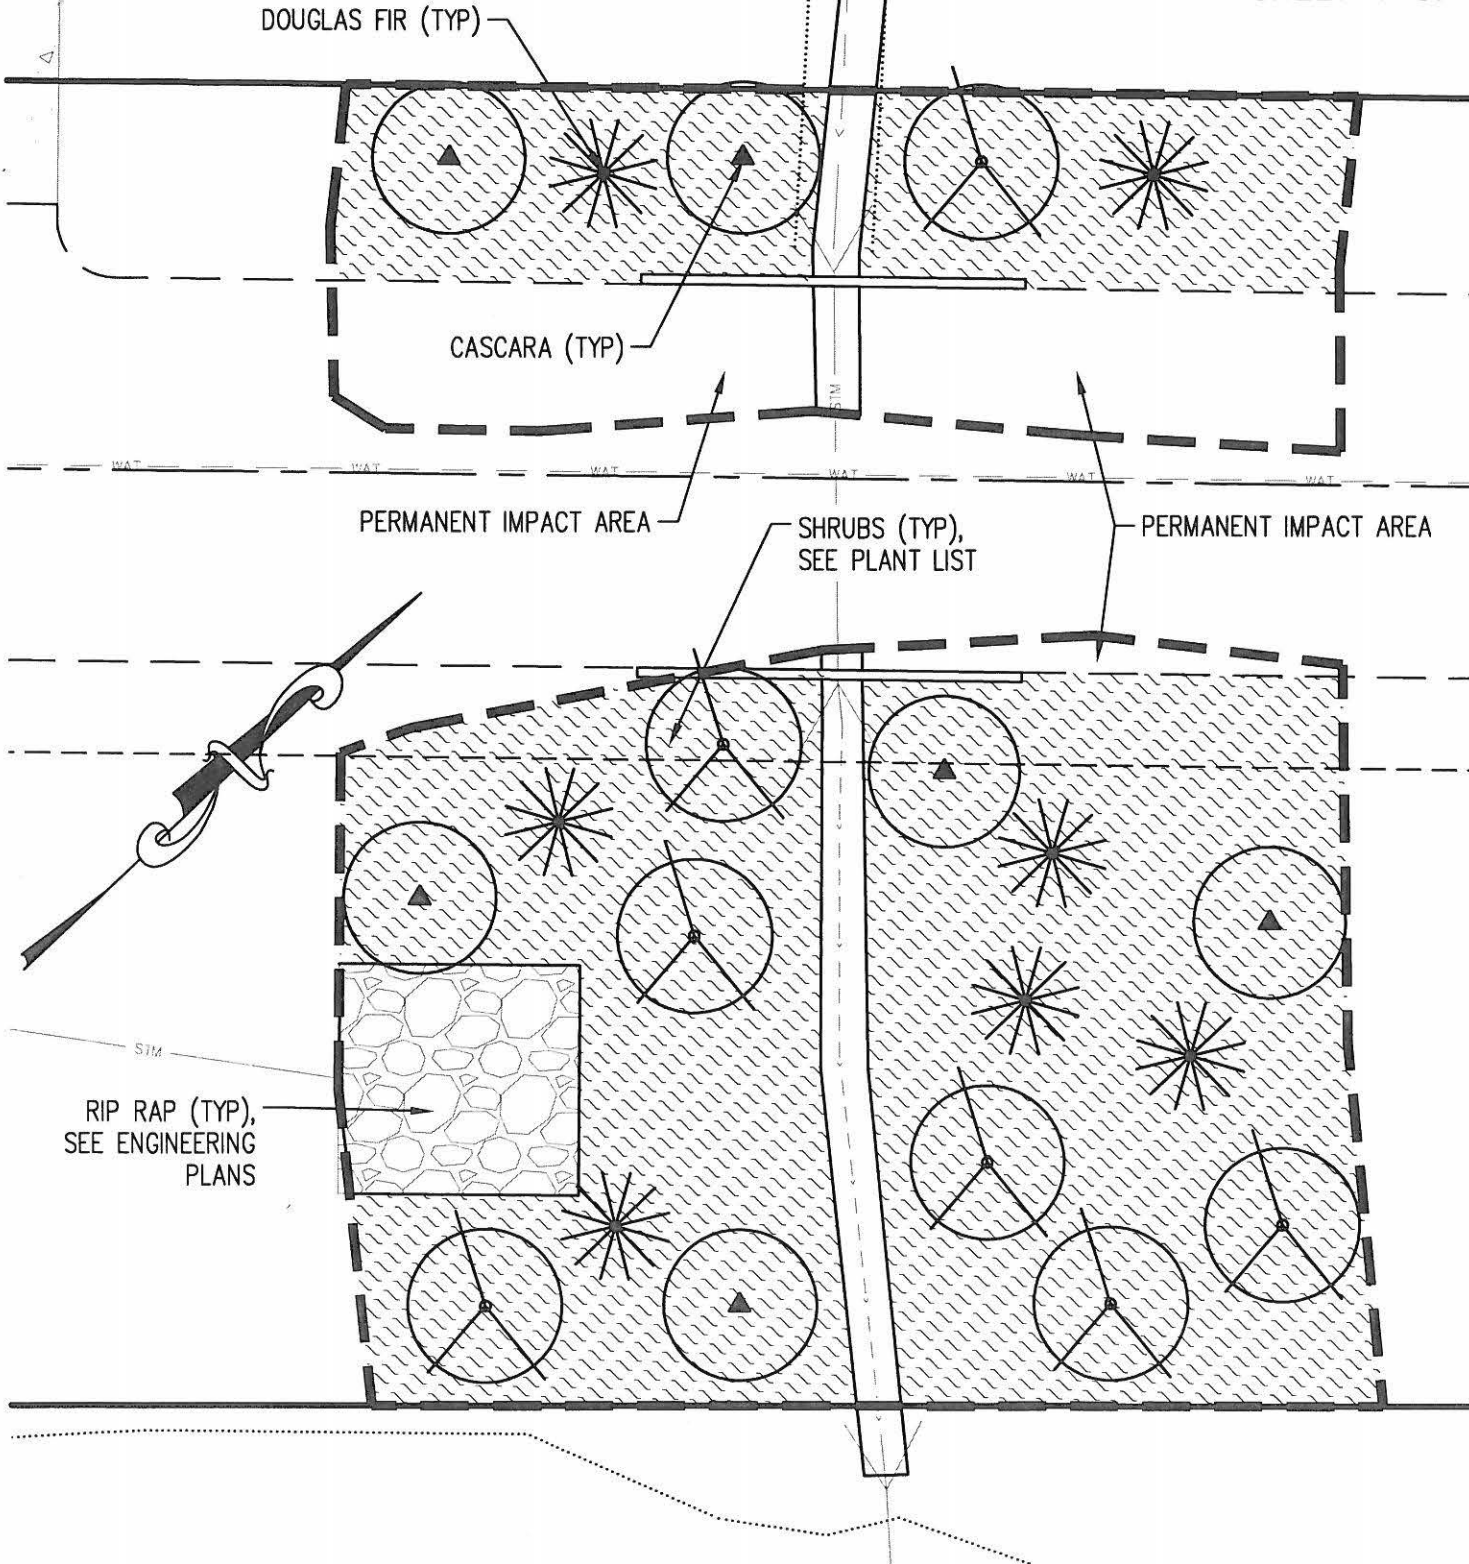 DOUGLAS FIR (TYP)
CASCARA (TYP)
STM
WAT WAT WAT WAT WAT WAT
PERMANENT IMPACT AREA
SHRUBS (TYP),
SEE PLANT LIST
PERMANENT IMPACT AREA
STM
RIP RAP (TYP),
SEE ENGINEERING
PLANS